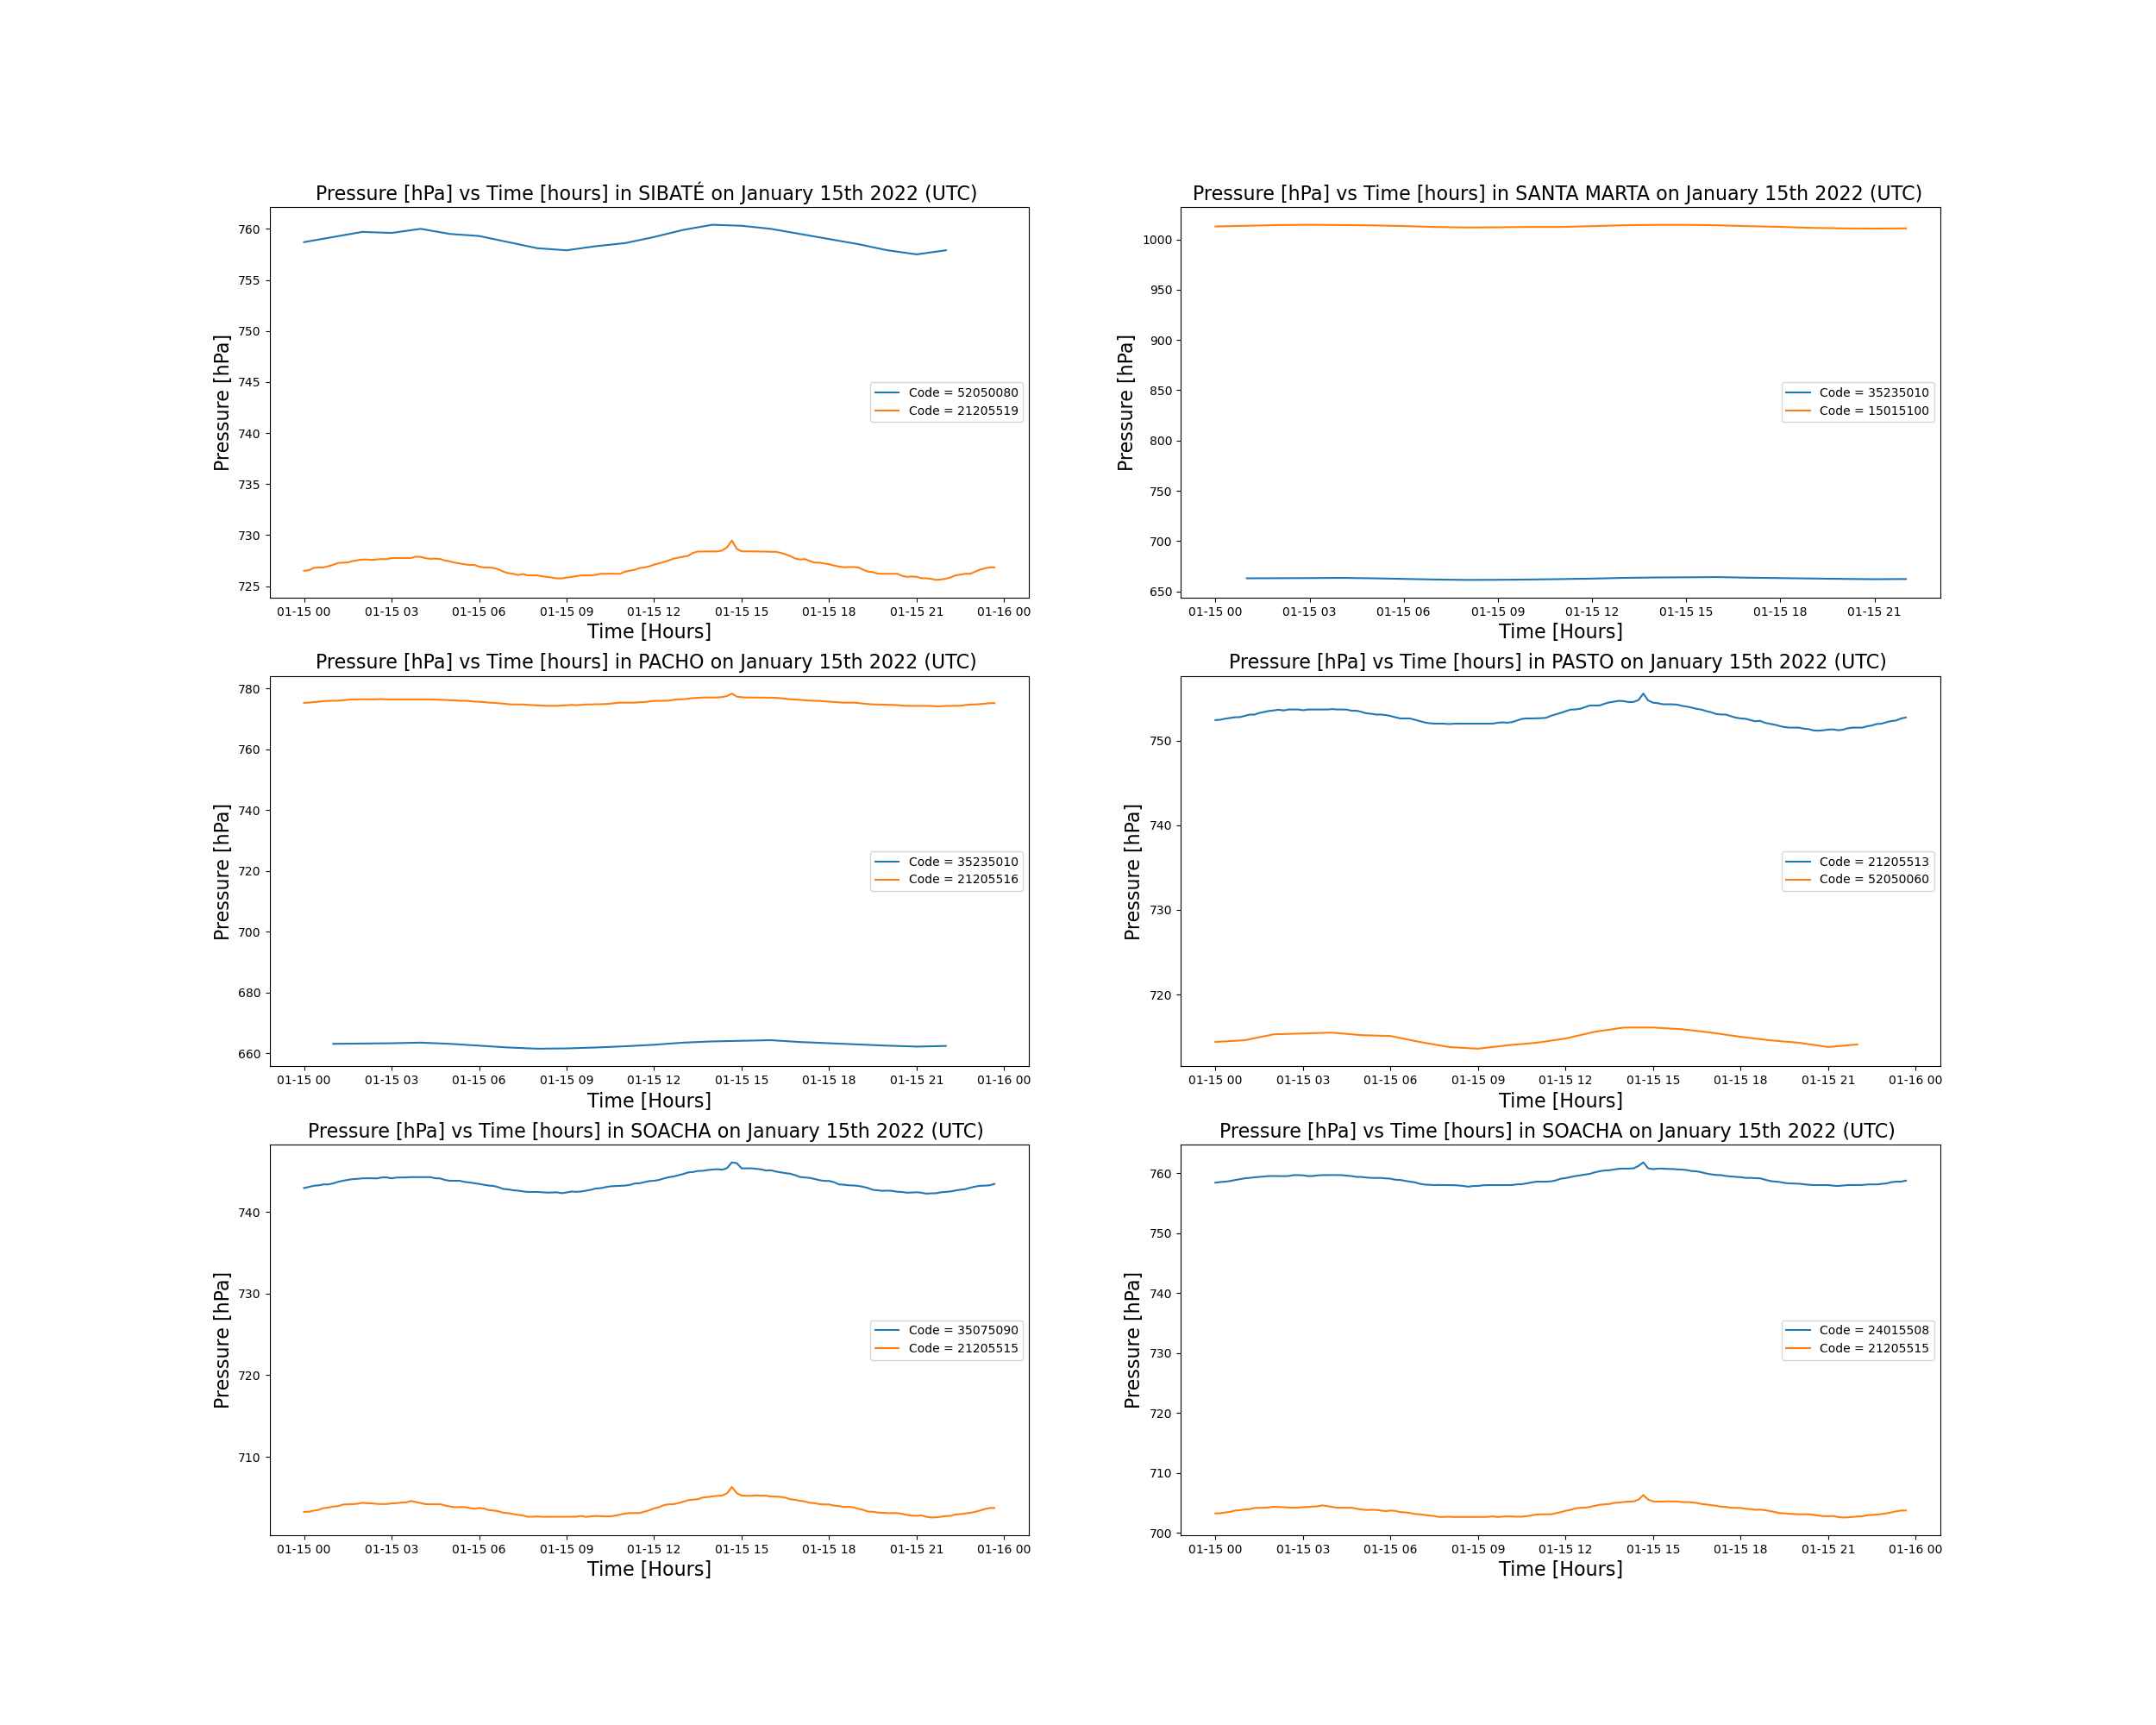 Pressure [hPa] vs Time [hours] in SIBATÉ on January 15th 2022 (UTC)
Pressure [hPa]
760
755
750
745
740
735
730
725
Code = 52050080
Code = 21205519
01-15 00 01-15 03 01-15 06 01-15 09 01-15 12 01-15 15 01-15 18 01-15 21 01-16 00
Time [Hours]
Pressure [hPa] vs Time [hours] in SANTA MARTA on January 15th 2022 (UTC)
Pressure [hPa]
1000
950
900
850
800
750
700
650
Code = 35235010
Code = 15015100
01-15 00 01-15 03 01-15 06 01-15 09 01-15 12 01-15 15 01-15 18 01-15 21
Time [Hours]
Pressure [hPa] vs Time [hours] in PACHO on January 15th 2022 (UTC)
Pressure [hPa]
780
760
740
720
700
680
660
Code = 35235010
Code = 21205516
01-15 00 01-15 03 01-15 06 01-15 09 01-15 12 01-15 15 01-15 18 01-15 21 01-16 00
Time [Hours]
Pressure [hPa] vs Time [hours] in PASTO on January 15th 2022 (UTC)
Pressure [hPa]
750
740
730
720
Code = 21205513
Code = 52050060
01-15 00 01-15 03 01-15 06 01-15 09 01-15 12 01-15 15 01-15 18 01-15 21 01-16 00
Time [Hours]
Pressure [hPa] vs Time [hours] in SOACHA on January 15th 2022 (UTC)
Pressure [hPa]
740
730
720
710
Code = 35075090
Code = 21205515
01-15 00 01-15 03 01-15 06 01-15 09 01-15 12 01-15 15 01-15 18 01-15 21 01-16 00
Time [Hours]
Pressure [hPa] vs Time [hours] in SOACHA on January 15th 2022 (UTC)
Pressure [hPa]
760
750
740
730
720
710
700
Code = 24015508
Code = 21205515
01-15 00 01-15 03 01-15 06 01-15 09 01-15 12 01-15 15 01-15 18 01-15 21 01-16 00
Time [Hours]